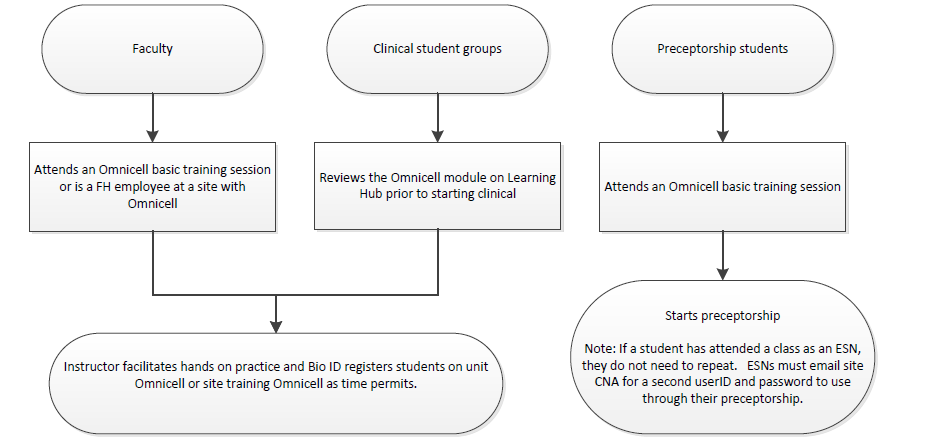 Faculty
Clinical student groups
Preceptorship students
Attends an Omnicell basic training session
or is a FH employee at a site with
Omnicell
Reviews the Omnicell module on Learning
Hub prior to starting clinical
Attends an Omnicell basic training session
Instructor facilitates hands on practice and Bio ID registers students on unit
Omnicell or site training Omnicell as time permits.
Starts preceptorship
Note: If a student has attended a class as an ESN,
they do not need to repeat.   ESNs must email site
CNA for a second userID and password to use
through their preceptorship.